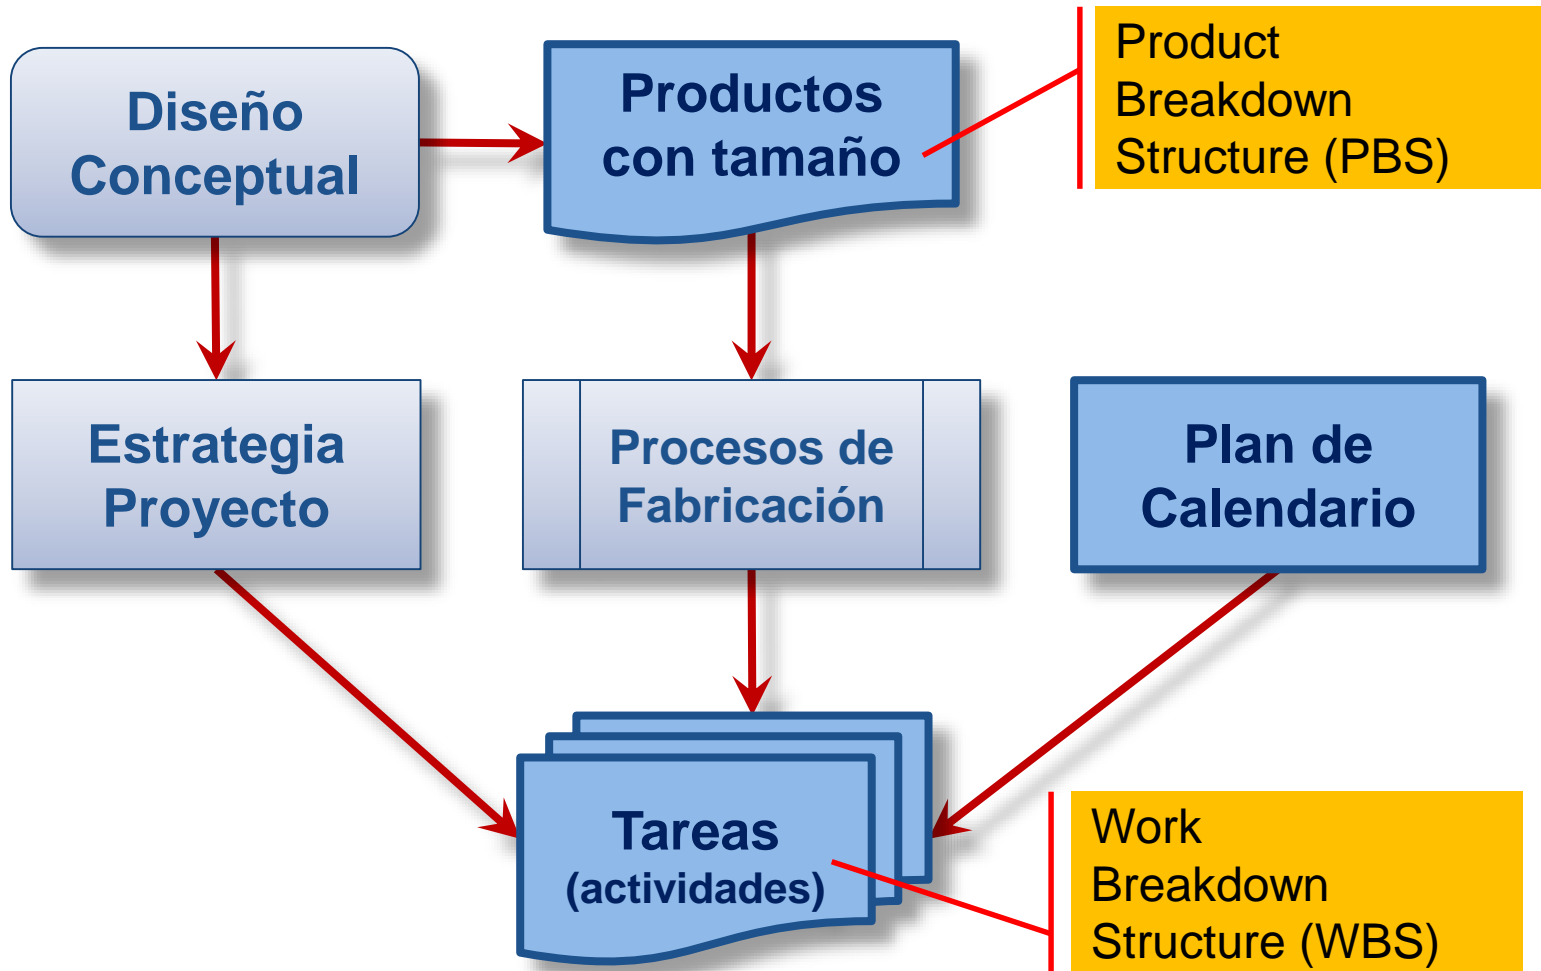 Diseño
Conceptual
Productos
con tamaño
Product
Breakdown
Structure (PBS)
Estrategia
Proyecto
Procesos de
Fabricación
Plan de
Calendario
Tareas
(actividades)
Work
Breakdown
Structure (WBS)